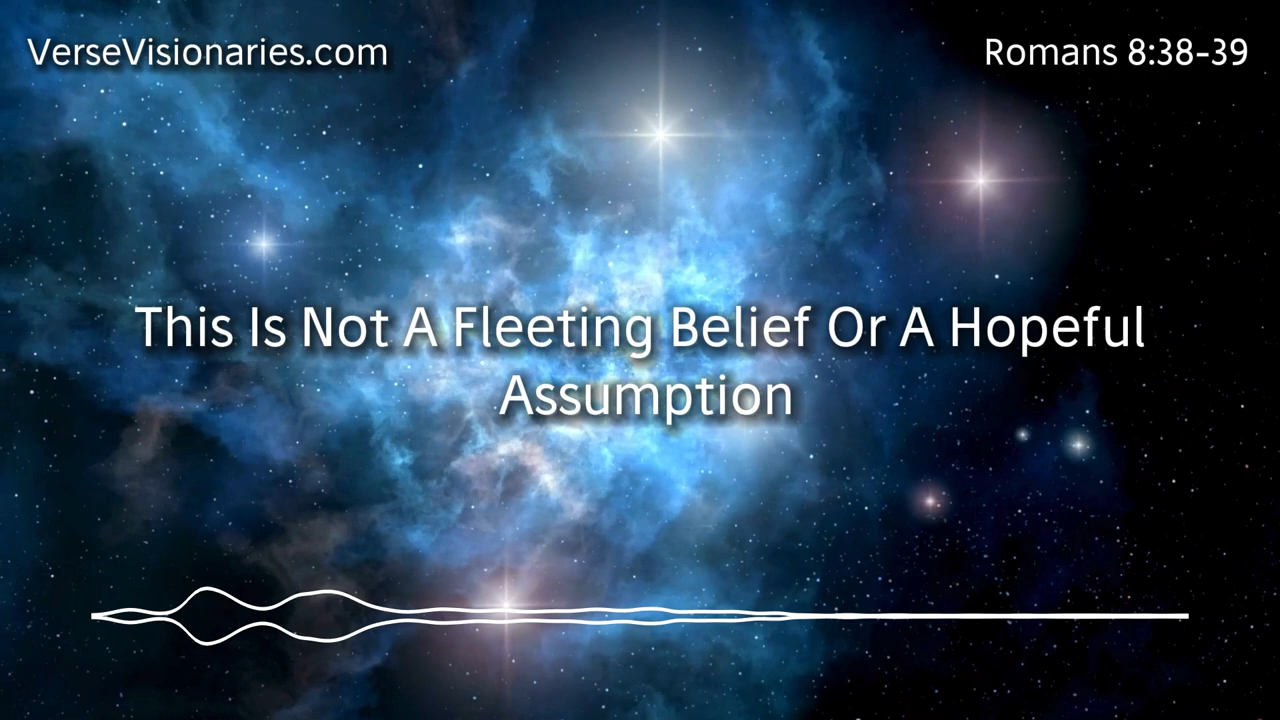 VerseVisionaries.com
Romans 8:38-39
This Is Not A Fleeting Belief Or A Hopeful
Assumption